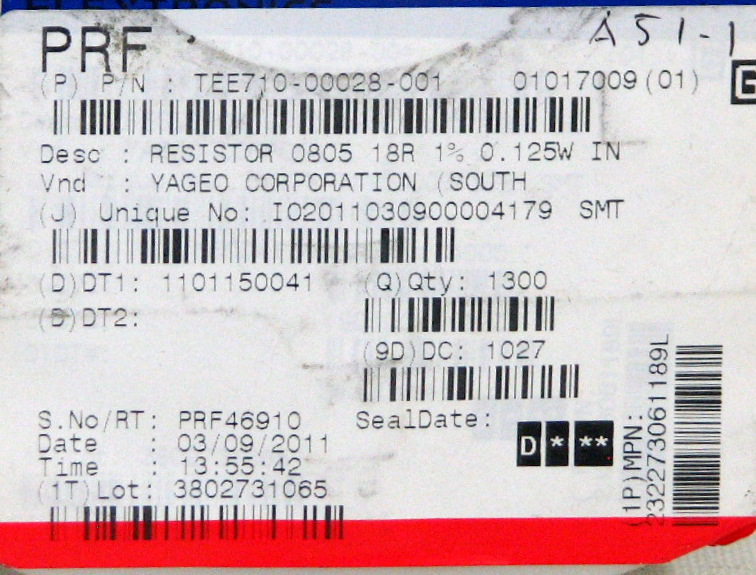 A51-1
PRF
(P) P/N : TEE710-00028-001 01017009(01)
Desc : RESISTOR 0805 18R 1% 0.125W IN
Vnd : YAGEO CORPORATION (SOUTH
(J) Unique No: IO2011030900004179 SMT
(D)DT1: 1101150041 (Q)Qty: 1300
(D)DT2:
(9D)DC: 1027
S.No/RT: PRF46910 SealDate:
Date : 03/09/2011
Time : 13:55:42
(1T)Lot: 3802731065
D * **
(1P)MPN:
232273061189L